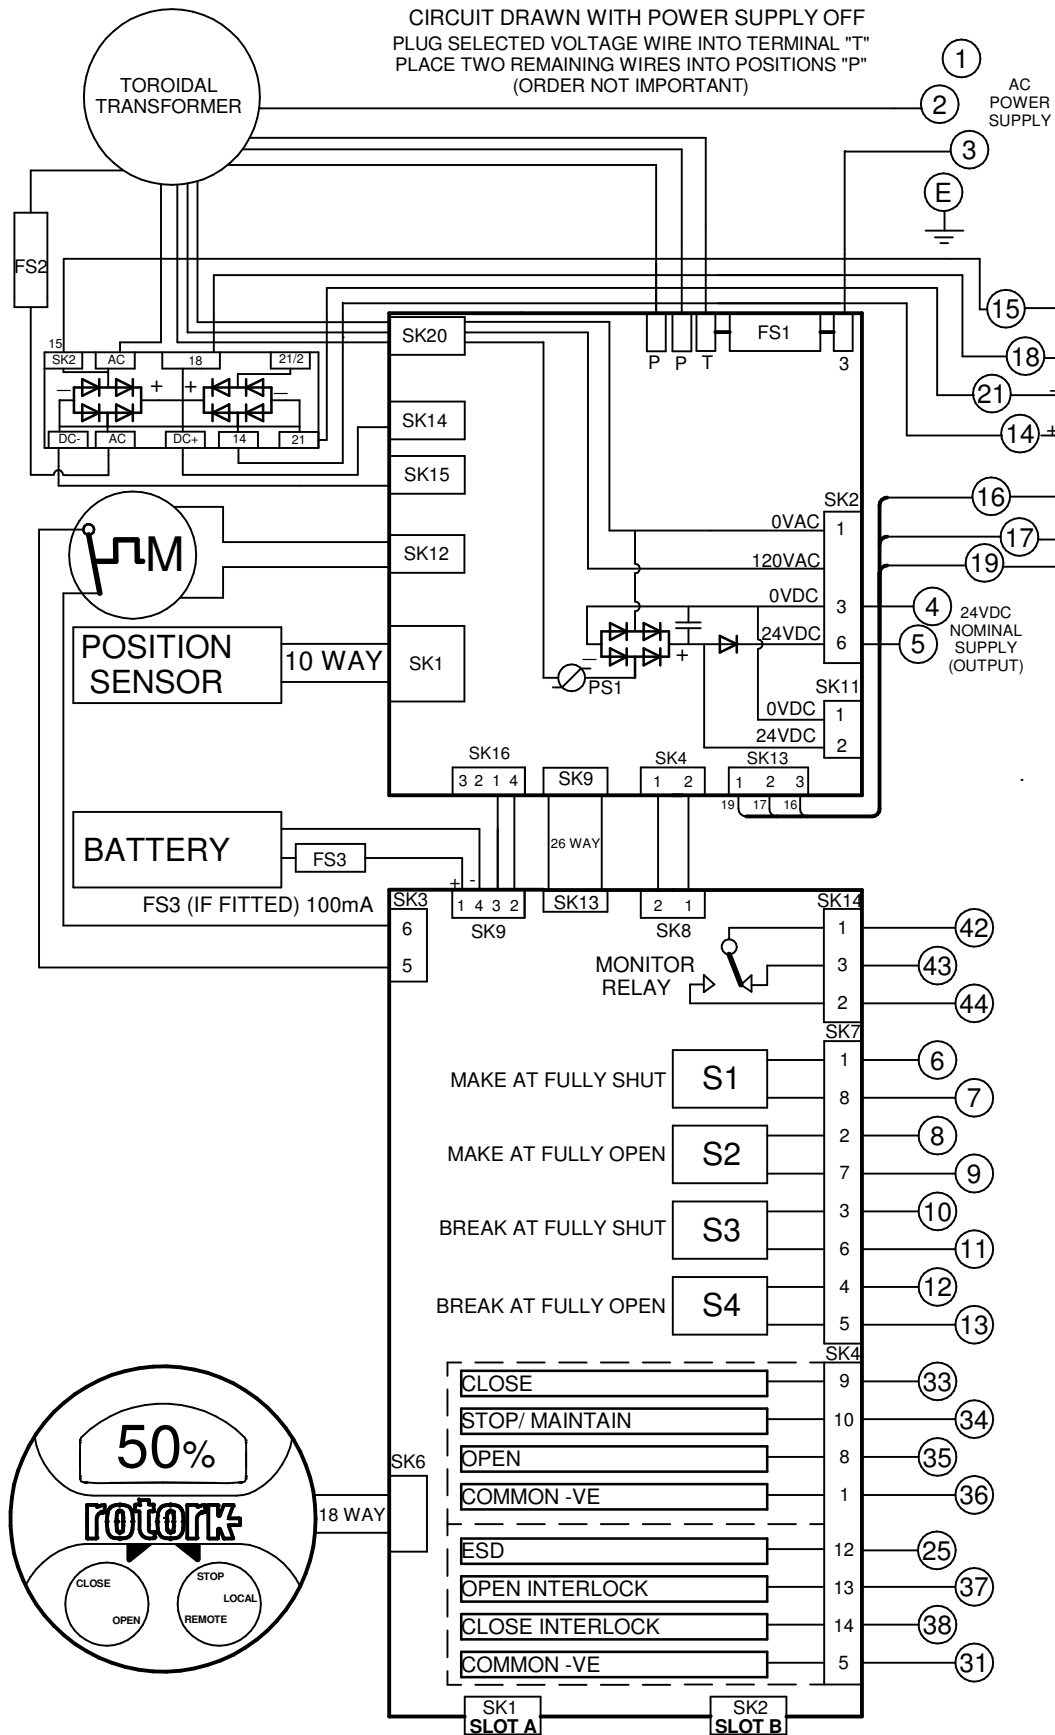 CIRCUIT DRAWN WITH POWER SUPPLY OFF
PLUG SELECTED VOLTAGE WIRE INTO TERMINAL "T"
PLACE TWO REMAINING WIRES INTO POSITIONS "P"
(ORDER NOT IMPORTANT)
TOROIDAL
TRANSFORMER
1
2
AC
POWER
SUPPLY
3
E
FS2
15
18
21 -
14 +
15
SK2 AC 18 21/2
- + + -
DC- AC DC+ 14 21
SK20
P P T FS1 3
SK14
SK15
SK12
M
16
17
19
SK2
0VAC 1
120VAC
0VDC 3
24VDC 6
4
5
24VDC
NOMINAL
SUPPLY
(OUTPUT)
- +
PS1
POSITION
SENSOR
10 WAY
SK1
SK11
0VDC 1
24VDC 2
SK16
3 2 1 4
SK9
SK4
1 2
SK13
1 2 3
19 17 16
BATTERY
FS3
26 WAY
FS3 (IF FITTED) 100mA
+ -
1 4 3 2
SK9
SK13
2 1
SK8
SK3
6
5
SK14
1 42
MONITOR
RELAY
3 43
2 44
SK7
MAKE AT FULLY SHUT S1
1 6
8 7
MAKE AT FULLY OPEN S2
2 8
7 9
BREAK AT FULLY SHUT S3
3 10
6 11
BREAK AT FULLY OPEN S4
4 12
5 13
SK4
CLOSE 9 33
STOP/ MAINTAIN 10 34
OPEN 8 35
COMMON -VE 1 36
ESD 12 25
OPEN INTERLOCK 13 37
CLOSE INTERLOCK 14 38
COMMON -VE 5 31
50%
rotork
CLOSE
OPEN
STOP
LOCAL
REMOTE
18 WAY
SK6
SK1
SLOT A
SK2
SLOT B